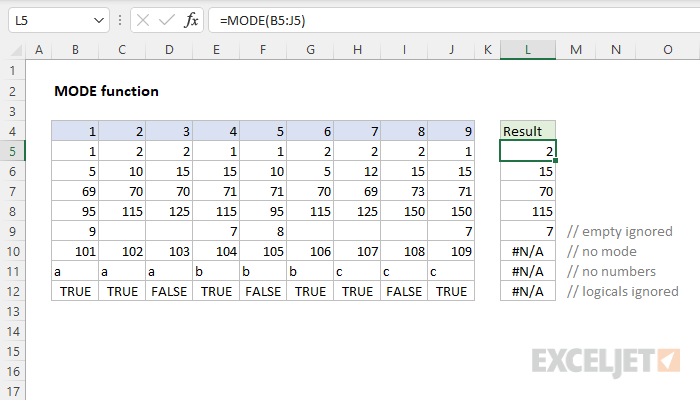 L5 fx =MODE(B5:J5)
A B C D E F G H I J K L M N O
1
2 MODE function
3
4 1 2 3 4 5 6 7 8 9 Result
5 1 2 2 1 1 2 2 2 1 2
6 5 10 15 15 10 5 12 15 15 15
7 69 70 70 71 71 70 69 73 71 70
8 95 115 125 115 95 115 125 150 150 115
9 9 7 8 7 7 // empty ignored
10 101 102 103 104 105 106 107 108 109 #N/A // no mode
11 a a a b b b c c c #N/A // no numbers
12 TRUE TRUE FALSE TRUE FALSE TRUE TRUE FALSE TRUE #N/A // logicals ignored
13
14
15
16
17
EXCELJET